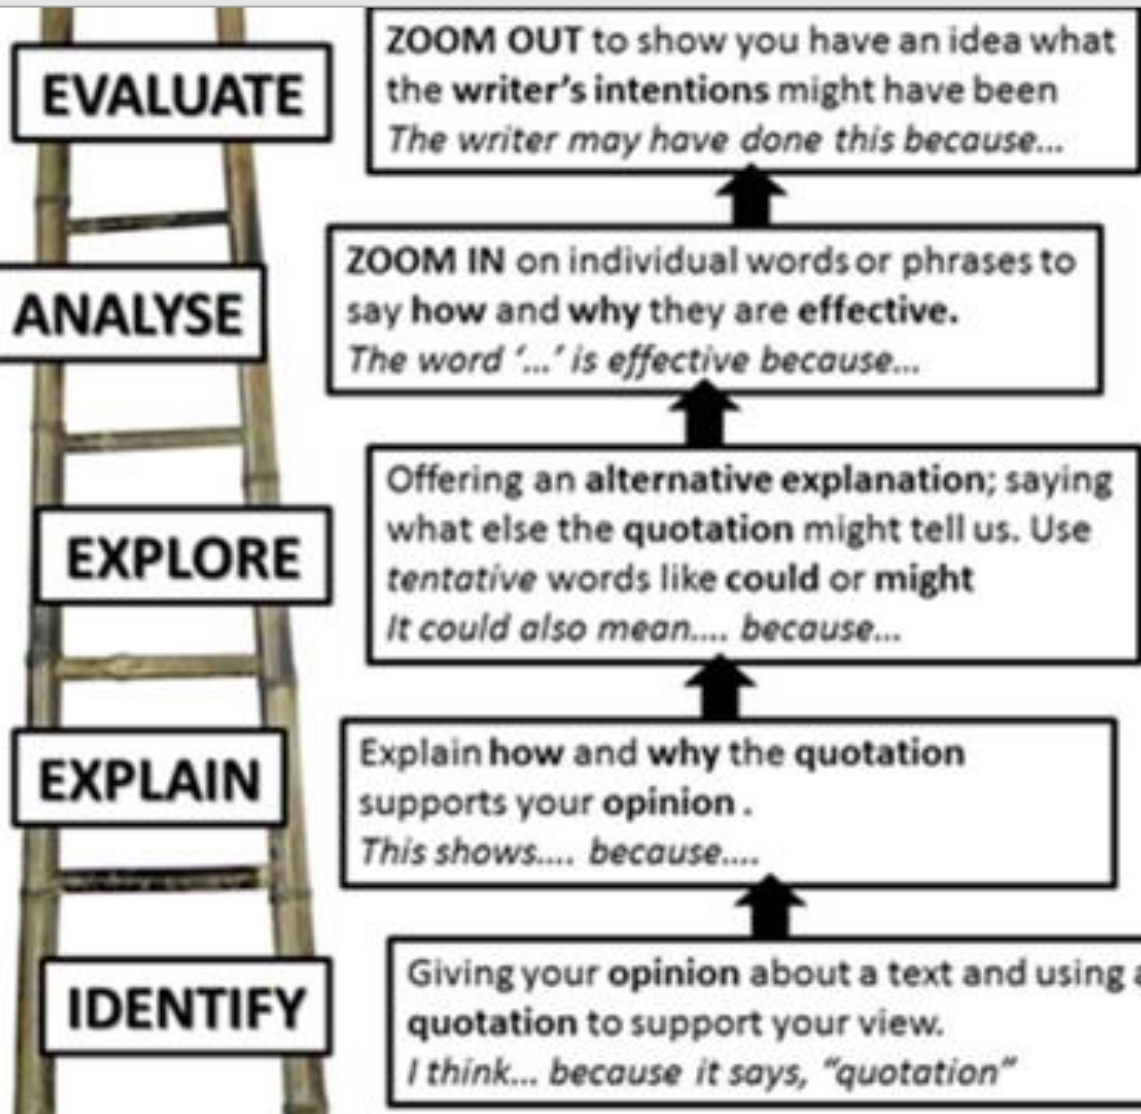 EVALUATE
ZOOM OUT to show you have an idea what
the writer's intentions might have been
The writer may have done this because...
ANALYSE
ZOOM IN on individual words or phrases to
say how and why they are effective.
The word '...' is effective because...
EXPLORE
Offering an alternative explanation; saying
what else the quotation might tell us. Use
tentative words like could or might
It could also mean.... because...
EXPLAIN
Explain how and why the quotation
supports your opinion .
This shows.... because....
IDENTIFY
Giving your opinion about a text and using a
quotation to support your view.
I think... because it says, "quotation"